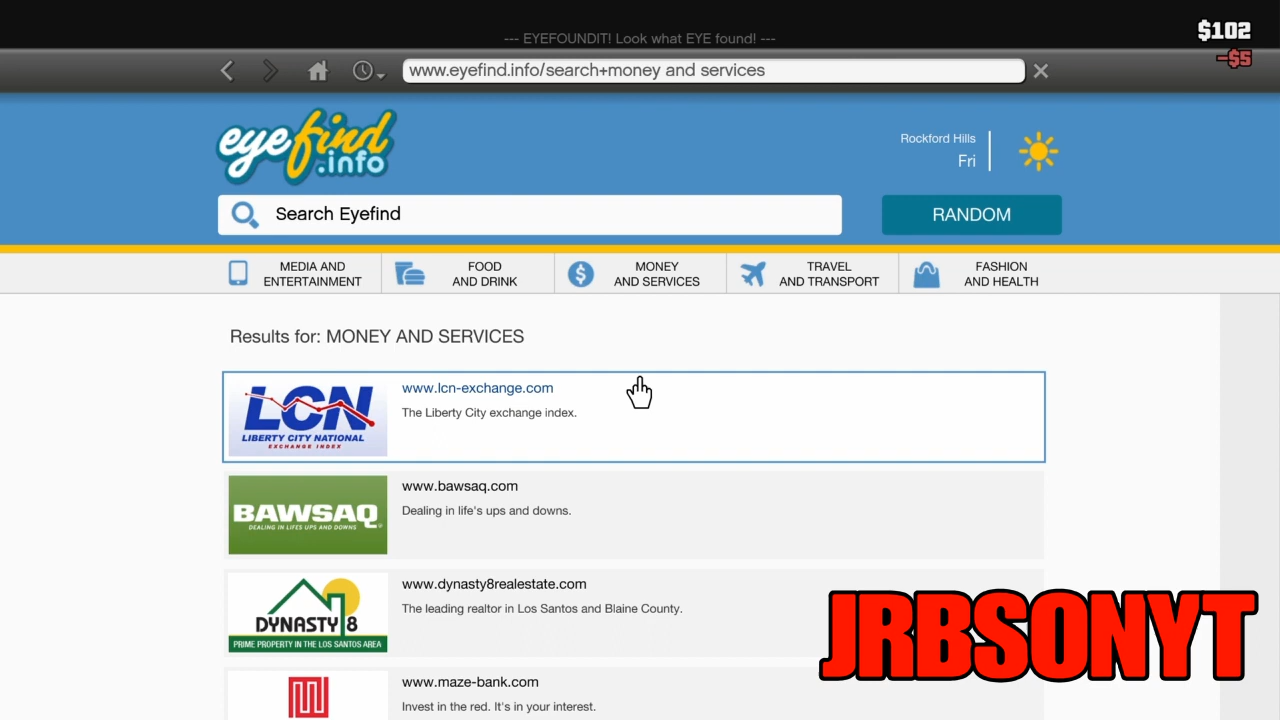 --- EYEFOUNDIT! Look what EYE found! ---
$102
-$5
www.eyefind.info/search+money and services
eyefind
.info
Rockford Hills
Fri
Search Eyefind
RANDOM
MEDIA AND
ENTERTAINMENT
FOOD
AND DRINK
MONEY
AND SERVICES
TRAVEL
AND TRANSPORT
FASHION
AND HEALTH
Results for: MONEY AND SERVICES
LCN
LIBERTY CITY NATIONAL
EXCHANGE INDEX
www.lcn-exchange.com
The Liberty City exchange index.
BAWSAQ
DEALING IN LIFES UPS AND DOWNS
www.bawsaq.com
Dealing in life's ups and downs.
DYNASTY 8
PRIME PROPERTY IN THE LOS SANTOS AREA
www.dynasty8realestate.com
The leading realtor in Los Santos and Blaine County.
www.maze-bank.com
Invest in the red. It's in your interest.
JRBSONYT